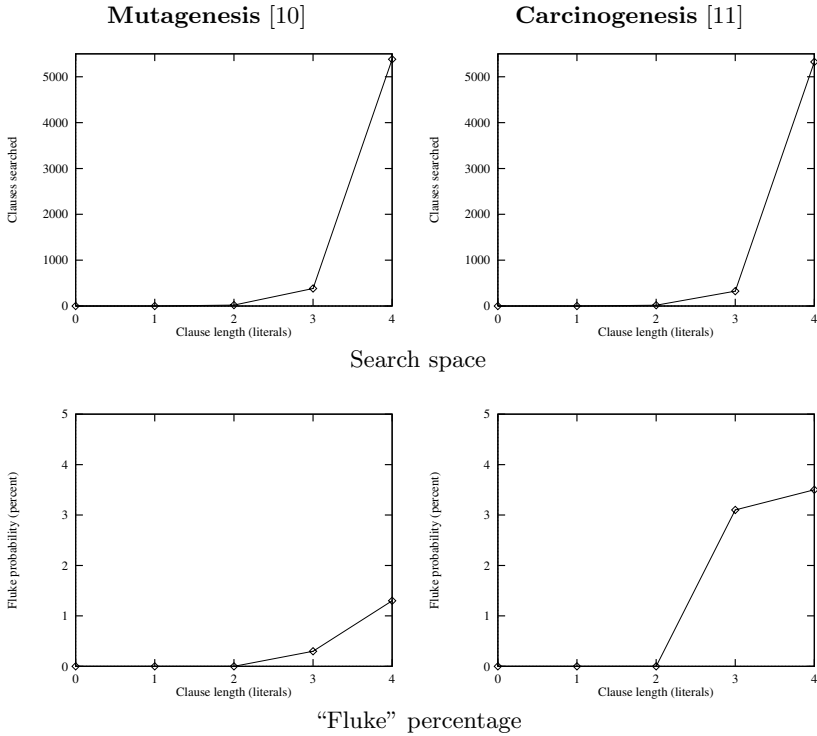 Mutagenesis [10]
Carcinogenesis [11]
5000
4000
3000
2000
1000
0
Clauses searched
0 1 2 3 4
Clause length (literals)
5000
4000
3000
2000
1000
0
Clauses searched
0 1 2 3 4
Clause length (literals)
Search space
5
4
3
2
1
0
Fluke probability (percent)
0 1 2 3 4
Clause length (literals)
5
4
3
2
1
0
Fluke probability (percent)
0 1 2 3 4
Clause length (literals)
“Fluke” percentage